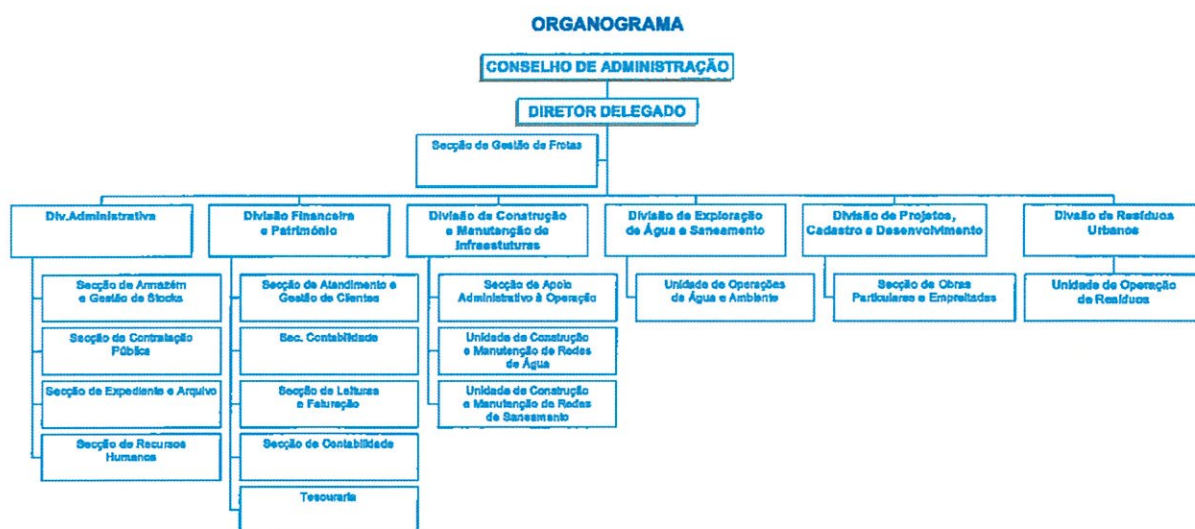 ORGANOGRAMA
CONSELHO DE ADMINISTRAÇÃO
DIRETOR DELEGADO
Secção de Gestão de Frotas
Div.Administrativa
Divisão Financeira
e Património
Divisão de Construção
e Manutenção de
Infraestuturas
Divisão de Exploração
de Água e Saneamento
Divisão de Projetos,
Cadastro e Desenvolvimento
Divsão de Resíduos
Urbanos
Secção de Armazém
e Gestão de Stocks
Secção de Atendimento e
Gestão de Clientes
Secção de Apoio
Administrativo à Operação
Unidade de Operações
de Água e Ambiente
Secção de Obras
Particulares e Empreitadas
Unidade de Operação
de Resíduos
Secção de Contratação
Pública
Sec. Contabilidade
Unidade de Construção
e Manutenção de Redes
de Água
Secção de Expediente e Arquivo
Secção de Leituras
e Faturação
Unidade de Construção
e Manutenção de Redes
de Saneamento
Secção de Recursos
Humanos
Secção de Contabilidade
Tesouraria